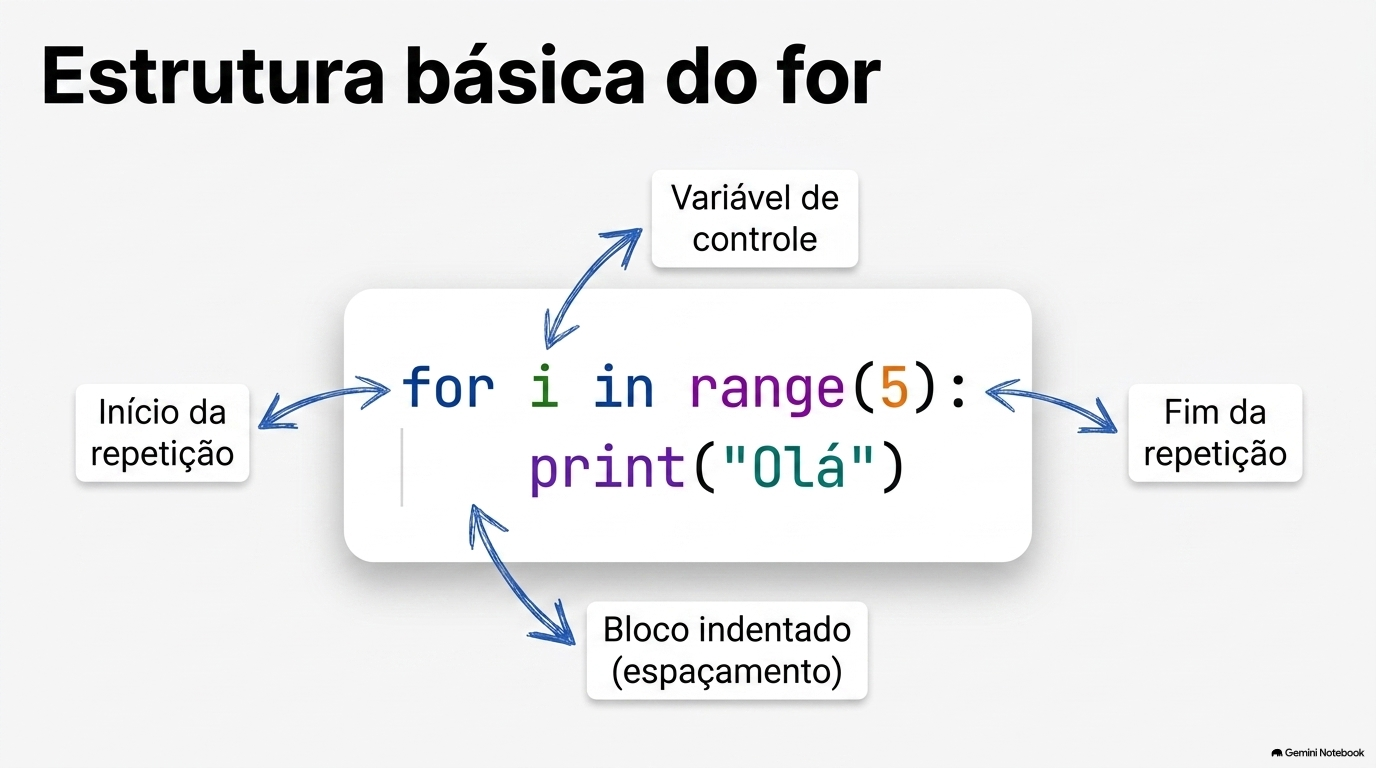 Estrutura básica do for
Variável de
controle
for i in range(5):
print("Olá")
Início da
repetição
Fim da
repetição
Bloco indentado
(espaçamento)
Gemini Notebook